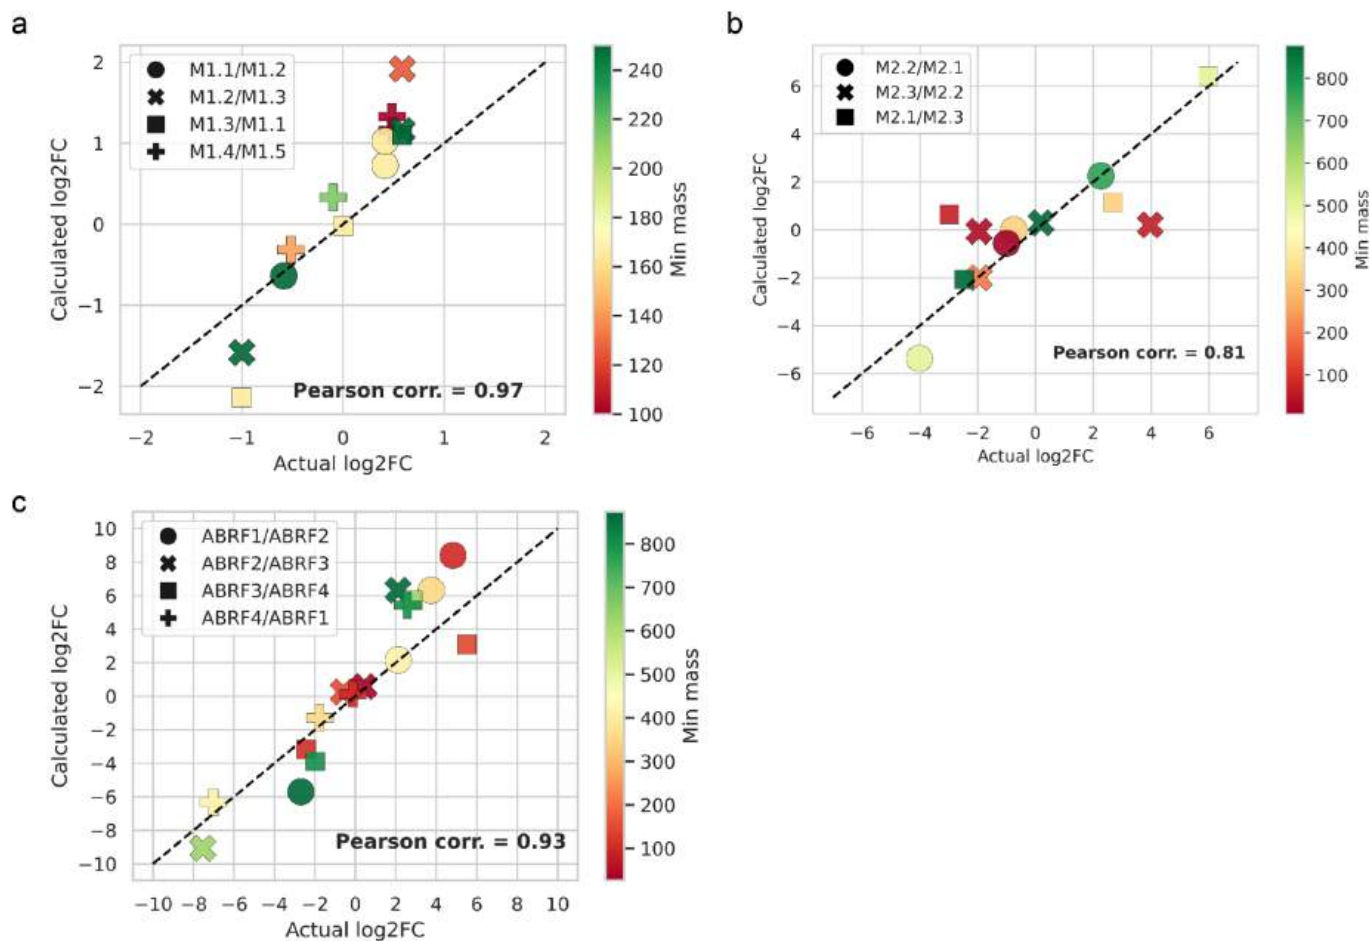 a
M1.1/M1.2
M1.2/M1.3
M1.3/M1.1
M1.4/M1.5
2
1
0
−1
−2
Calculated log2FC
Pearson corr. = 0.97
−2 −1 0 1 2
Actual log2FC
240
220
200
180
160
140
120
100
Min mass
b
M2.2/M2.1
M2.3/M2.2
M2.1/M2.3
6
4
2
0
−2
−4
−6
Calculated log2FC
Pearson corr. = 0.81
−6 −4 −2 0 2 4 6
Actual log2FC
800
700
600
500
400
300
200
100
Min mass
c
ABRF1/ABRF2
ABRF2/ABRF3
ABRF3/ABRF4
ABRF4/ABRF1
10
8
6
4
2
0
−2
−4
−6
−8
−10
Calculated log2FC
Pearson corr. = 0.93
−10 −8 −6 −4 −2 0 2 4 6 8 10
Actual log2FC
800
700
600
500
400
300
200
100
Min mass